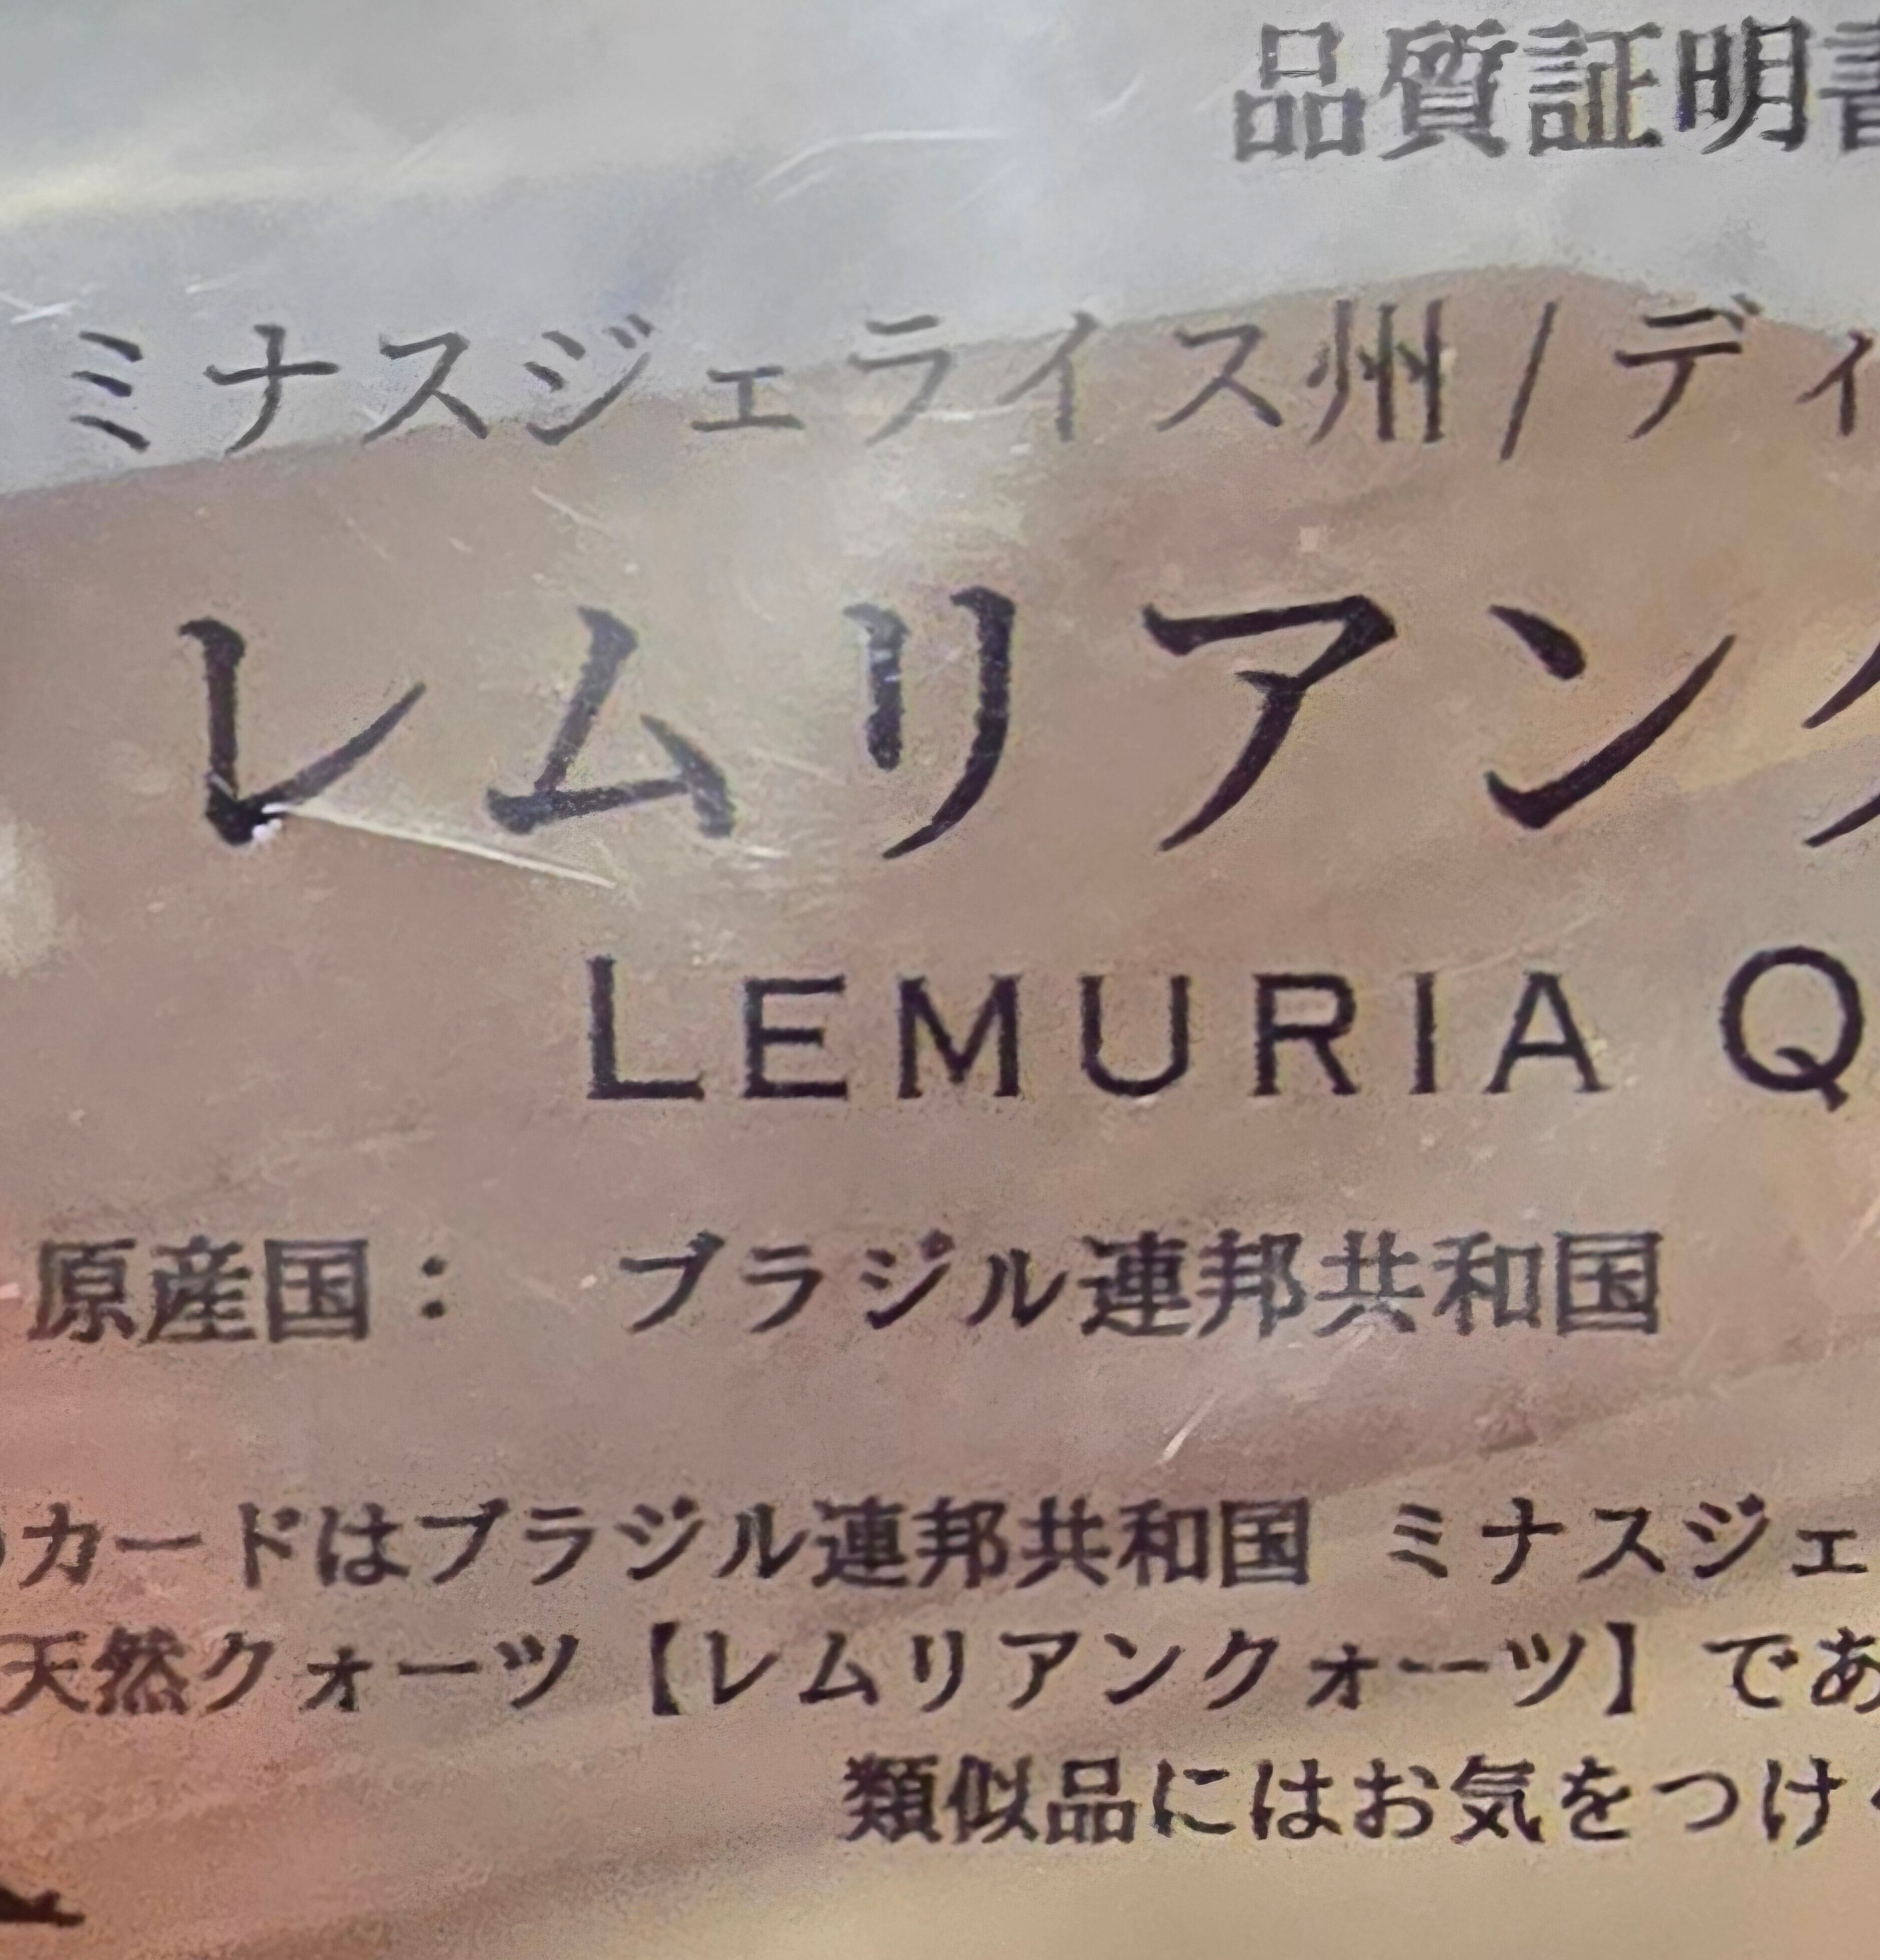 品質証明書
ミナスジェライス州 / ディ
レムリアンク
LEMURIA Q
原産国： ブラジル連邦共和国
カードはブラジル連邦共和国 ミナスジェ
天然クォーツ【レムリアンクォーツ】であ
類似品にはお気をつけ